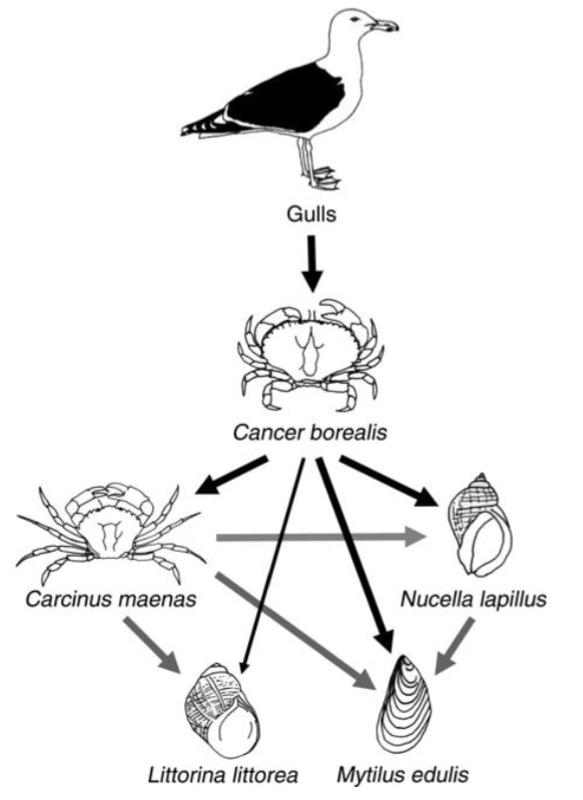 Gulls
Cancer borealis
Carcinus maenas
Nucella lapillus
Littorina littorea
Mytilus edulis